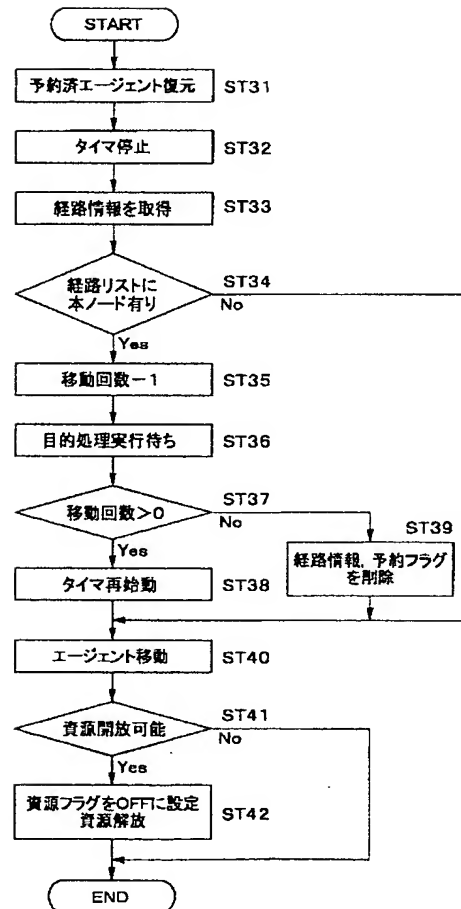 START
予約済エージェント復元
ST31
タイマ停止
ST32
経路情報を取得
ST33
経路リストに
本ノード有り
ST34
No
Yes
移動回数－1
ST35
目的処理実行待ち
ST36
移動回数>0
ST37
No
Yes
ST39
経路情報，予約フラグ
を削除
タイマ再始動
ST38
エージェント移動
ST40
資源開放可能
ST41
No
Yes
資源フラグをOFFに設定
資源解放
ST42
END